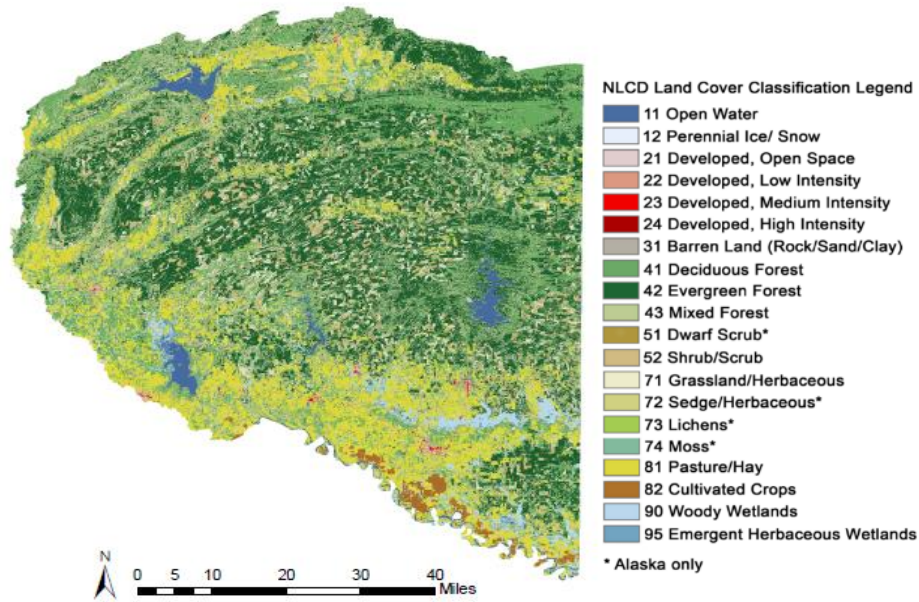 NLCD Land Cover Classification Legend
11 Open Water
12 Perennial Ice/ Snow
21 Developed, Open Space
22 Developed, Low Intensity
23 Developed, Medium Intensity
24 Developed, High Intensity
31 Barren Land (Rock/Sand/Clay)
41 Deciduous Forest
42 Evergreen Forest
43 Mixed Forest
51 Dwarf Scrub*
52 Shrub/Scrub
71 Grassland/Herbaceous
72 Sedge/Herbaceous*
73 Lichens*
74 Moss*
81 Pasture/Hay
82 Cultivated Crops
90 Woody Wetlands
95 Emergent Herbaceous Wetlands
* Alaska only
N
0 5 10 20 30 40
Miles